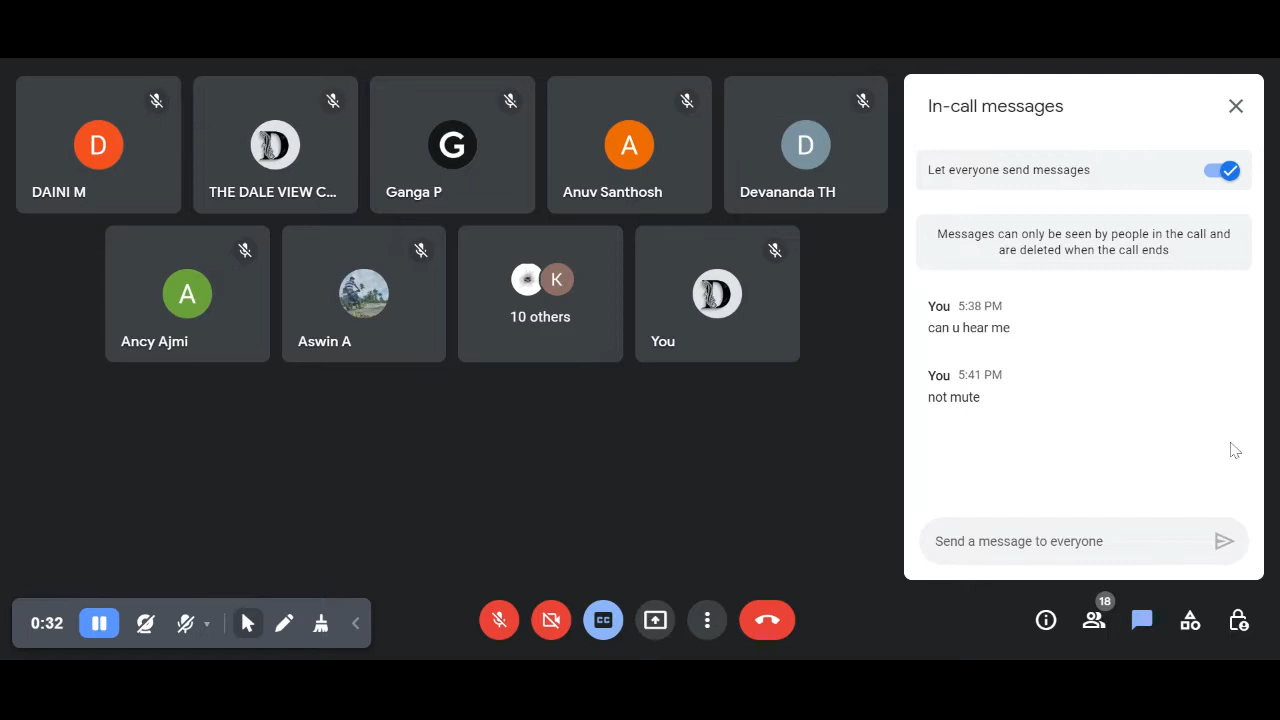 D
D
G
A
D
DAINI M
THE DALE VIEW C...
Ganga P
Anuv Santhosh
Devananda TH
A
K
10 others
D
Ancy Ajmi
Aswin A
You
In-call messages
Let everyone send messages
Messages can only be seen by people in the call and
are deleted when the call ends
You 5:38 PM
can u hear me
You 5:41 PM
not mute
Send a message to everyone
0:32
CC
18